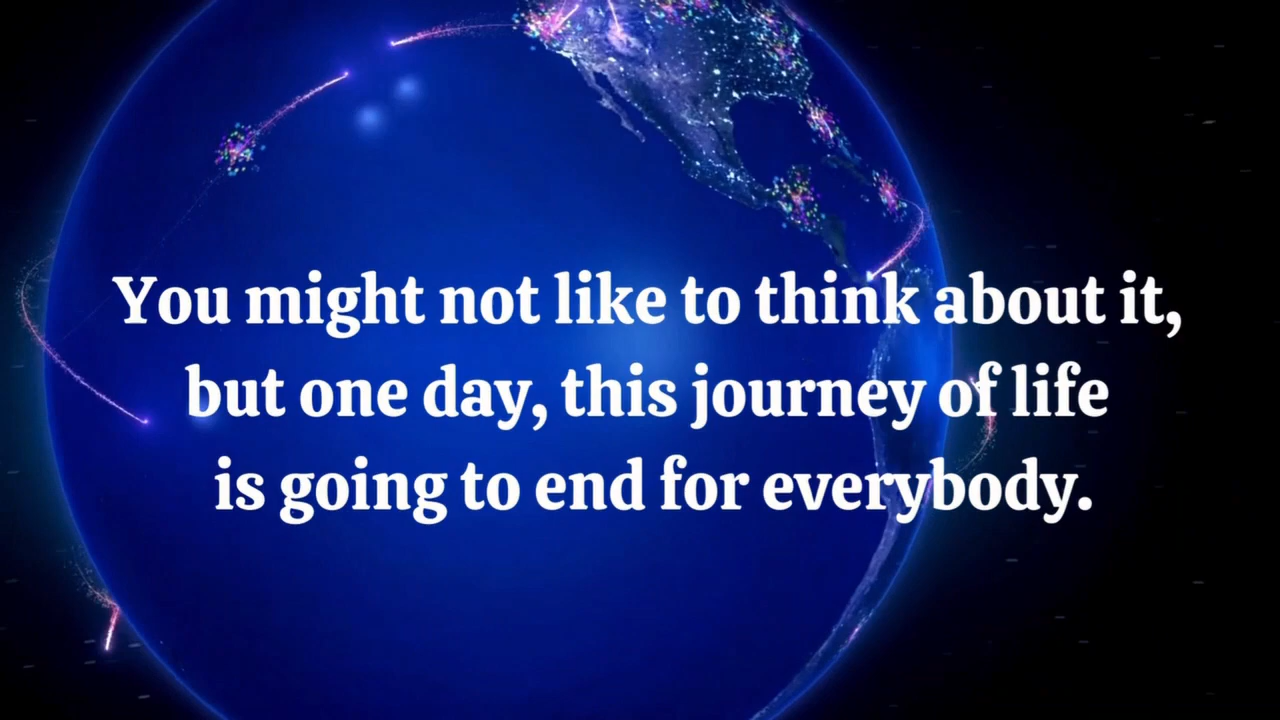 You might not like to think about it,
but one day, this journey of life
is going to end for everybody.